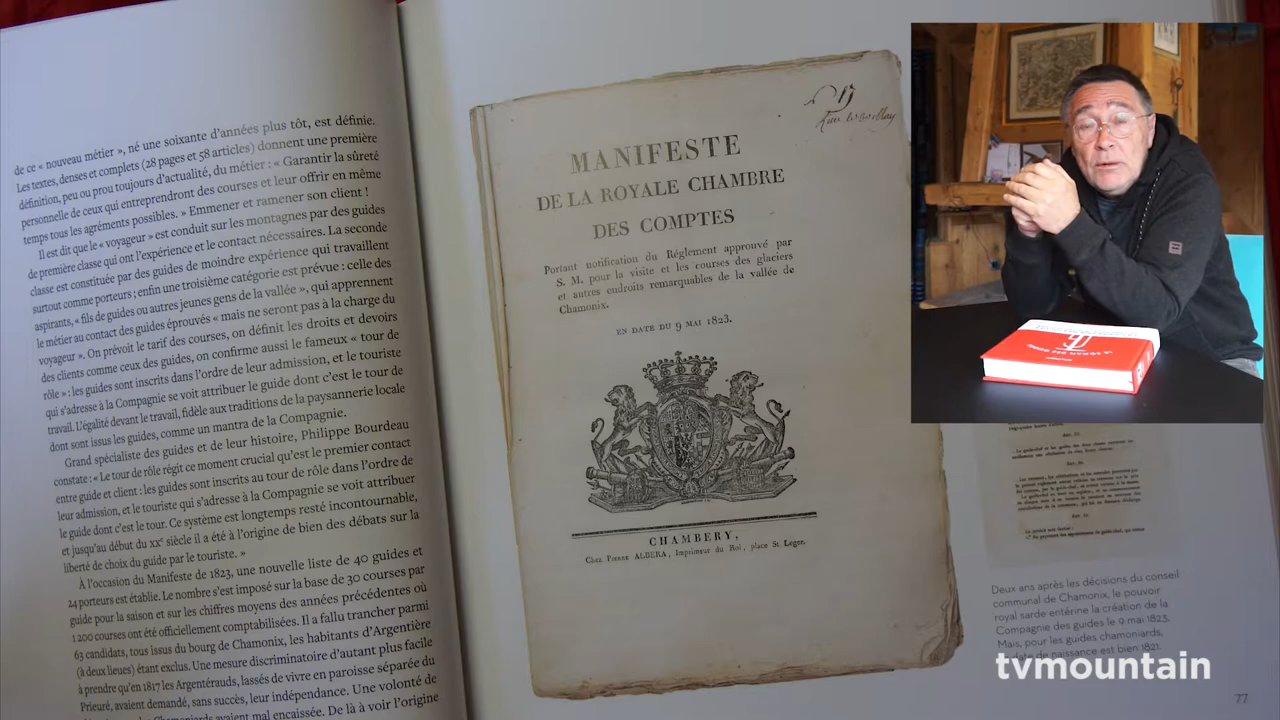 de ce « nouveau métier », né une soixante d'années plus tôt, est définie.
Les textes, denses et complets (28 pages et 58 articles) donnent une première
définition, peu ou prou toujours d'actualité, du métier : « Garantir la sûreté
personnelle de ceux qui entreprendront des courses et leur offrir en même
temps tous les agréments possibles. » Emmener et ramener son client !
Il est dit que le « voyageur » est conduit sur les montagnes par des guides
de première classe qui ont l'expérience et le contact nécessaires. La seconde
classe est constituée par des guides de moindre expérience qui travaillent
surtout comme porteurs ; enfin une troisième catégorie est prévue : celle des
aspirants, « fils de guides ou autres jeunes gens de la vallée », qui apprennent
le métier au contact des guides éprouvés « mais ne seront pas à la charge du
voyageur ». On prévoit le tarif des courses, on définit les droits et devoirs
des clients comme ceux des guides, on confirme aussi le fameux « tour de
rôle » : les guides sont inscrits dans l'ordre de leur admission, et le touriste
qui s'adresse à la Compagnie se voit attribuer le guide dont c'est le tour de
travail. L'égalité devant le travail, fidèle aux traditions de la paysannerie locale
dont sont issus les guides, comme un mantra de la Compagnie.
Grand spécialiste des guides et de leur histoire, Philippe Bourdeau
constate : « Le tour de rôle régit ce moment crucial qu'est le premier contact
entre guide et client : les guides sont inscrits au tour de rôle dans l'ordre de
leur admission, et le touriste qui s'adresse à la Compagnie se voit attribuer
le guide dont c'est le tour. Ce système est longtemps resté incontournable,
et jusqu'au début du XXe siècle il a été à l'origine de bien des débats sur la
liberté de choix du guide par le touriste. »
À l'occasion du Manifeste de 1823, une nouvelle liste de 40 guides et
24 porteurs est établie. Le nombre s'est imposé sur la base de 30 courses par
guide pour la saison et sur les chiffres moyens des années précédentes où
1 200 courses ont été officiellement comptabilisées. Il a fallu trancher parmi
63 candidats, tous issus du bourg de Chamonix, les habitants d'Argentière
(à deux lieues) étant exclus. Une mesure discriminatoire d'autant plus facile
à prendre qu'en 1817 les Argentérauds, lassés de vivre en paroisse séparée du
Prieuré, avaient demandé, sans succès, leur indépendance. Une volonté de
Chamoniards avaient mal encaissée. De là à voir l'origine
17
MANIFESTE
DE LA ROYALE CHAMBRE
DES COMPTES
Portant notification du Réglement approuvé par
S. M. pour la visite et les courses des glaciers
et autres endroits remarquables de la vallée de
Chamonix.
EN DATE DU 9 MAI 1823.
CHAMBERY,
Chez PIERRE ALBERA, Imprimeur du Roi, place St. Leger.
Deux ans après les décisions du conseil
communal de Chamonix, le pouvoir
royal sarde entérine la création de la
Compagnie des guides le 9 mai 1823.
Mais, pour les guides chamoniards,
date de naissance est bien 1821.
tvmountain
77